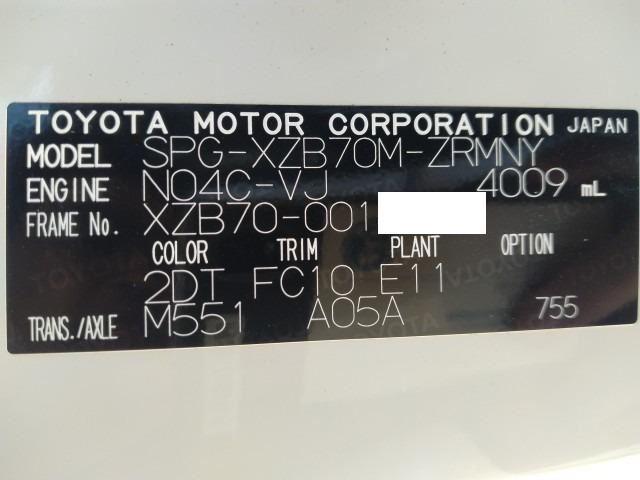 TOYOTA MOTOR CORPORATION JAPAN
MODEL SPG-XZB70M-ZRMNY
ENGINE N04C-VJ 4009 mL
FRAME No. XZB70-001
COLOR TRIM PLANT OPTION
2DT FC10 E11
TRANS./AXLE M551 A05A 755